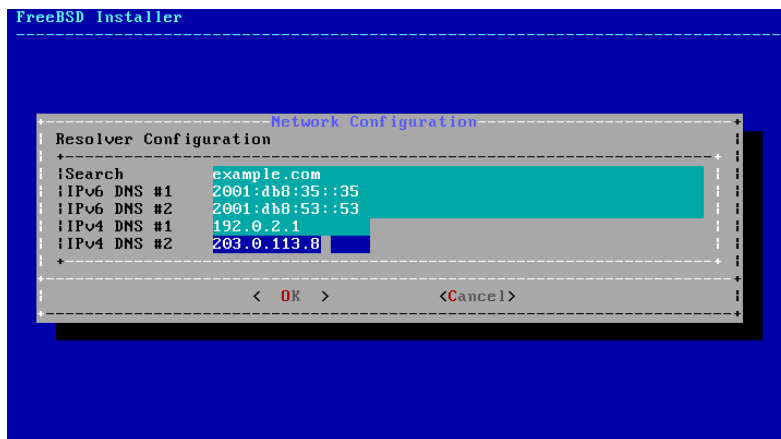 FreeBSD Installer
Network Configuration
Resolver Configuration
Search example.com
IPv6 DNS #1 2001:db8:35::35
IPv6 DNS #2 2001:db8:53::53
IPv4 DNS #1 192.0.2.1
IPv4 DNS #2 203.0.113.8
< OK > <Cancel>